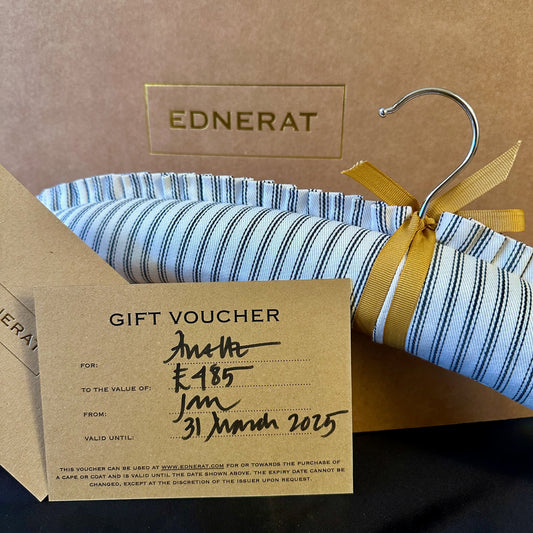 EDNERAT
NERAT
GIFT VOUCHER
FOR:
TO THE VALUE OF: £485
FROM:
VALID UNTIL: 31 March 2025
THIS VOUCHER CAN BE USED AT WWW.EDNERAT.COM FOR OR TOWARDS THE PURCHASE OF
A CAPE OR COAT AND IS VALID UNTIL THE DATE SHOWN ABOVE. THE EXPIRY DATE CANNOT BE
CHANGED, EXCEPT AT THE DISCRETION OF THE ISSUER UPON REQUEST.